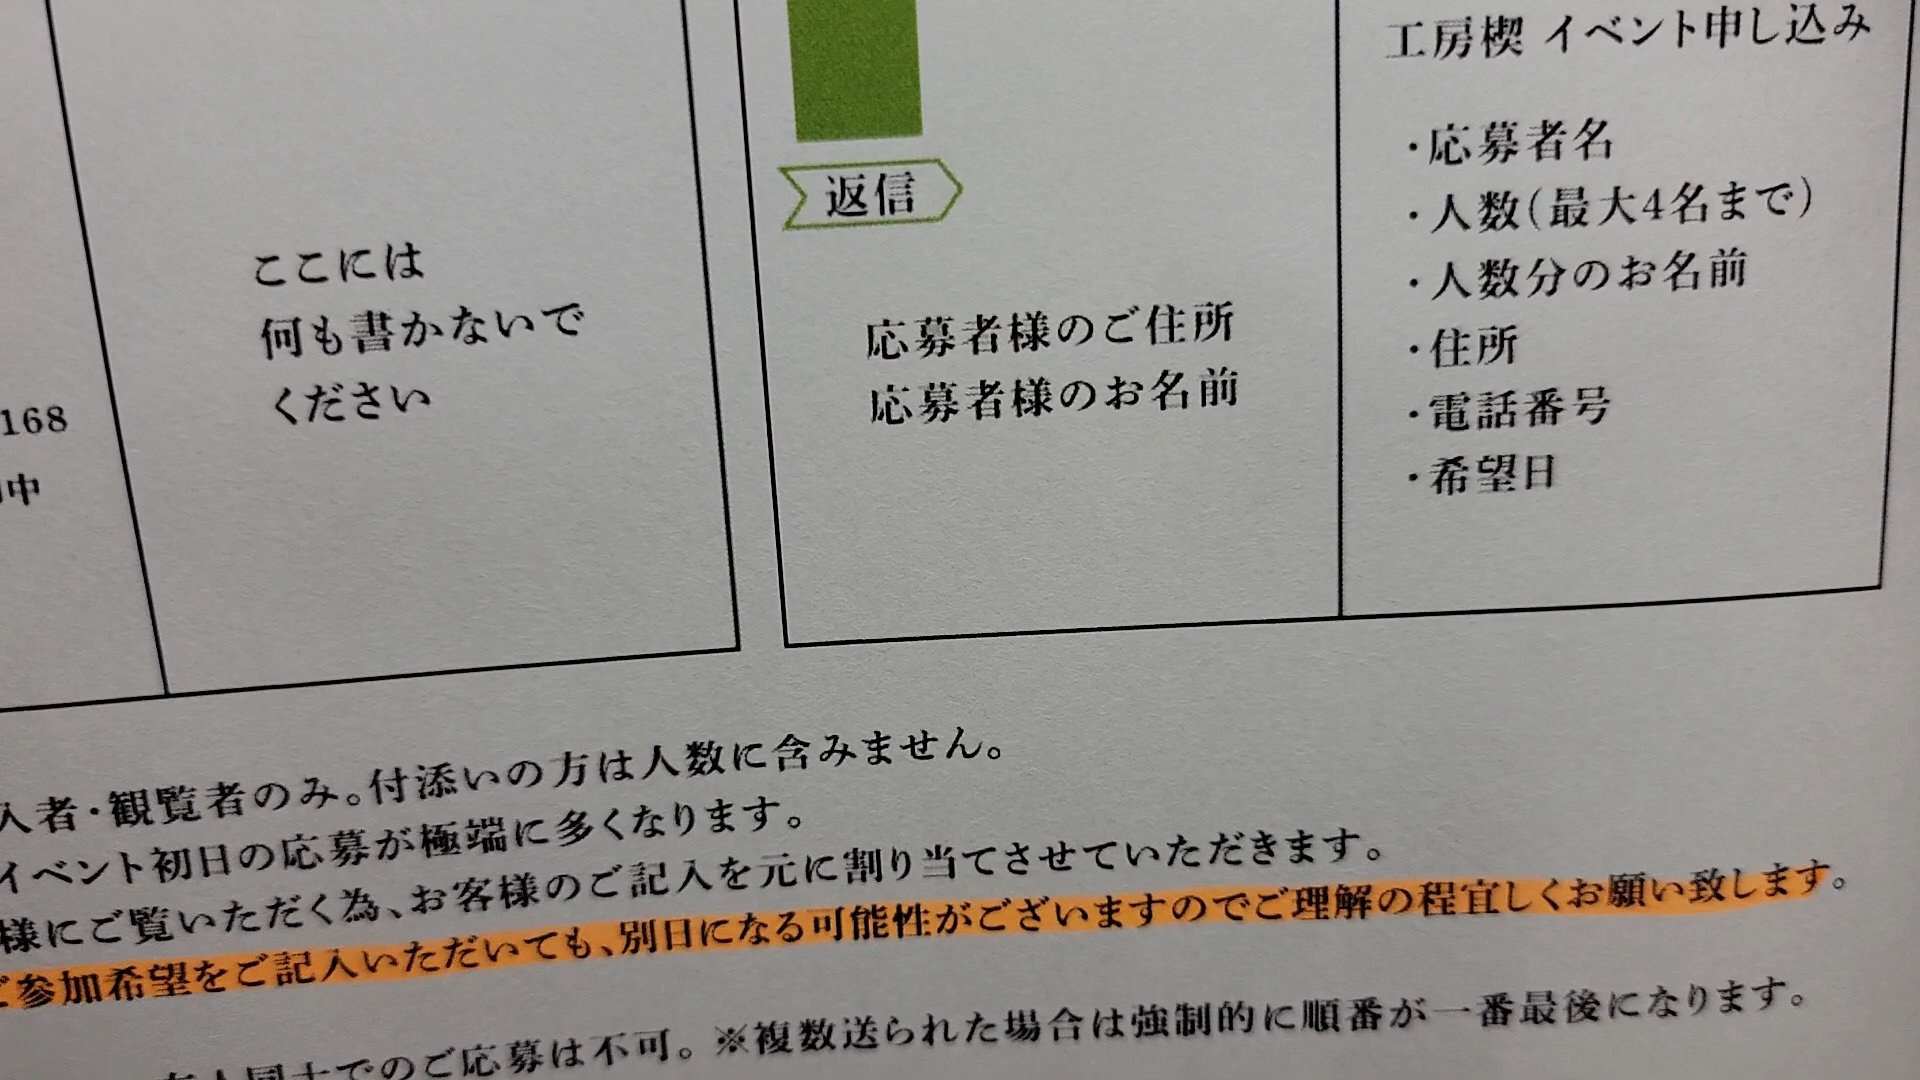 168
中
ここには
何も書かないで
ください
返信
応募者様のご住所
応募者様のお名前
工房楔 イベント申し込み
・応募者名
・人数(最大4名まで)
・人数分のお名前
・住所
・電話番号
・希望日
入者・観覧者のみ。付添いの方は人数に含みません。
イベント初日の応募が極端に多くなります。
様にご覧いただく為、お客様のご記入を元に割り当てさせていただきます。
ご参加希望をご記入いただいても、別日になる可能性がございますのでご理解の程宜しくお願い致します。
同士でのご応募は不可。※複数送られた場合は強制的に順番が一番最後になります。